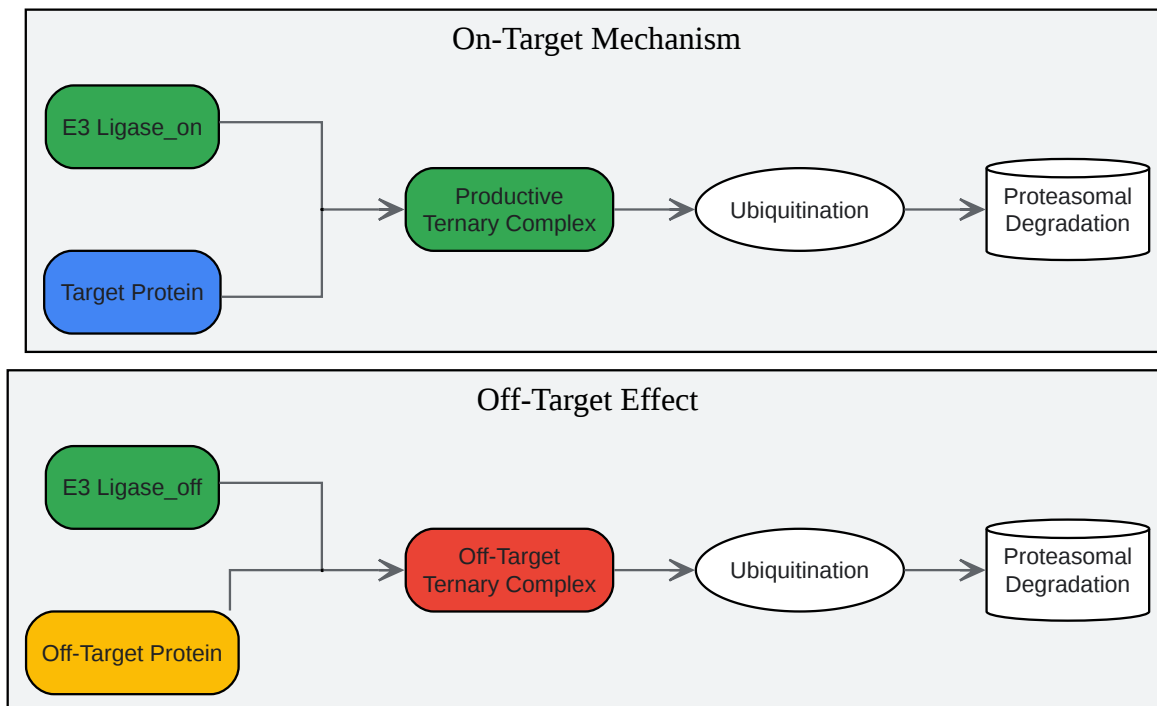 On-Target Mechanism
E3 Ligase_on
Target Protein
Productive
Ternary Complex
Ubiquitination
Proteasomal
Degradation
Off-Target Effect
E3 Ligase_off
Off-Target Protein
Off-Target
Ternary Complex
Ubiquitination
Proteasomal
Degradation